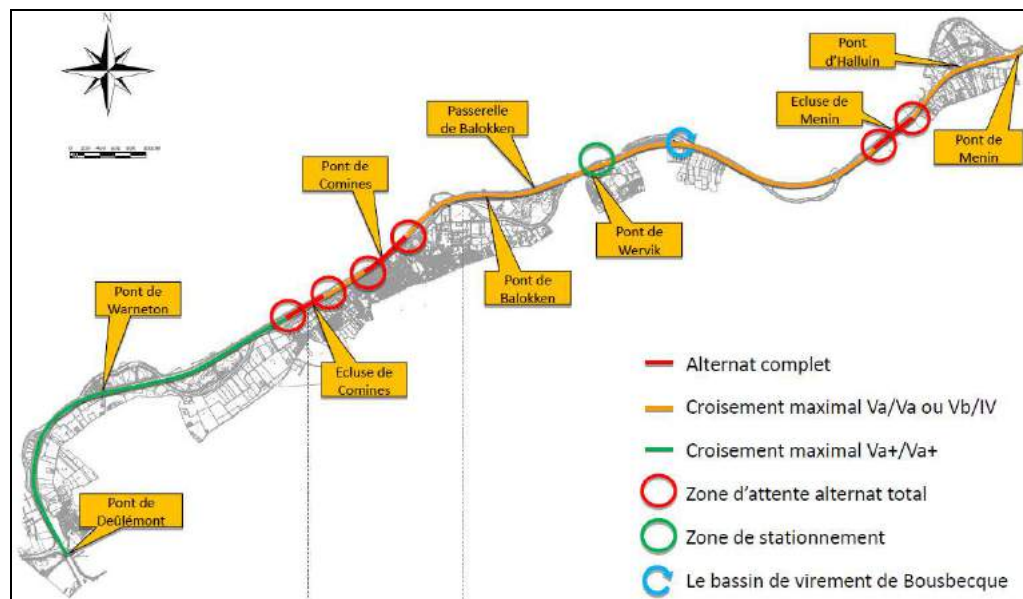 N
Pont
d'Halluin
Ecluse de
Menin
Pont de
Menin
Passerelle
de Balokken
Pont de
Comines
Pont de
Wervik
Pont de
Balokken
Pont de
Warneton
Ecluse de
Comines
Pont de
Deûlémont
Alternat complet
Croisement maximal Va/Va ou Vb/IV
Croisement maximal Va+/Va+
Zone d'attente alternat total
Zone de stationnement
Le bassin de virement de Bousbecque